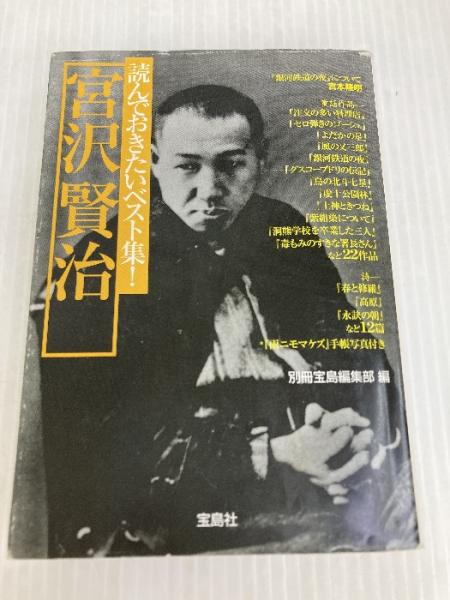 読んでおきたいベスト集!
宮沢賢治
『銀河鉄道の夜』について
吉本隆明
童話作品―
『注文の多い料理店』
『セロ弾きのゴーシュ』
『よだかの星』
『風の又三郎』
『銀河鉄道の夜』
『グスコーブドリの伝記』
『烏の北斗七星』
『虔十公園林』
『土神ときつね』
『紫紺染について』
『洞熊学校を卒業した三人』
『毒もみのすきな署長さん』
など22作品
詩―
『春と修羅』
『高原』
『永訣の朝』
など12篇
*『雨ニモマケズ』手帳写真付き
別冊宝島編集部 編
宝島社